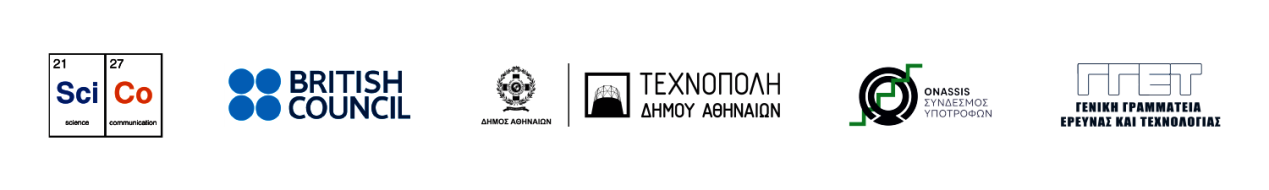 21
27
Sci
Co
science
communication
BRITISH
COUNCIL
ΔΗΜΟΣ ΑΘΗΝΑΙΩΝ
ΤΕΧΝΟΠΟΛΗ
ΔΗΜΟΥ ΑΘΗΝΑΙΩΝ
ONASSIS
ΣΥΝΔΕΣΜΟΣ
ΥΠΟΤΡΟΦΩΝ
ΓΓΕΤ
ΓΕΝΙΚΗ ΓΡΑΜΜΑΤΕΙΑ
ΕΡΕΥΝΑΣ ΚΑΙ ΤΕΧΝΟΛΟΓΙΑΣ